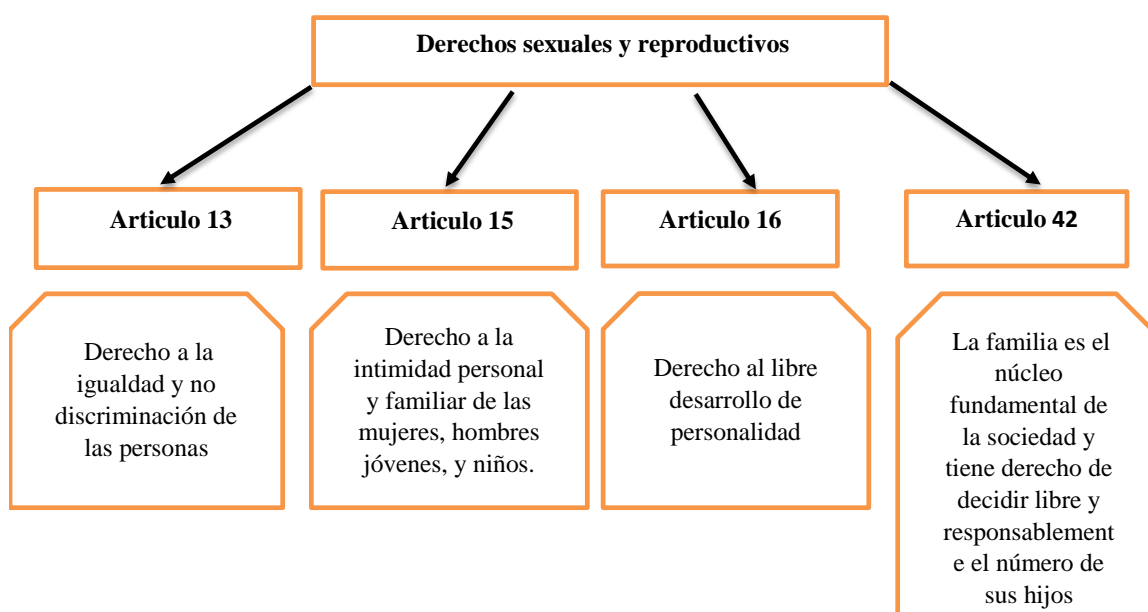 Derechos sexuales y reproductivos
Articulo 13
Articulo 15
Articulo 16
Articulo 42
Derecho a la
igualdad y no
discriminación de
las personas
Derecho a la
intimidad personal
y familiar de las
mujeres, hombres
jóvenes, y niños.
Derecho al libre
desarrollo de
personalidad
La familia es el
núcleo
fundamental de
la sociedad y
tiene derecho de
decidir libre y
responsablement
e el número de
sus hijos